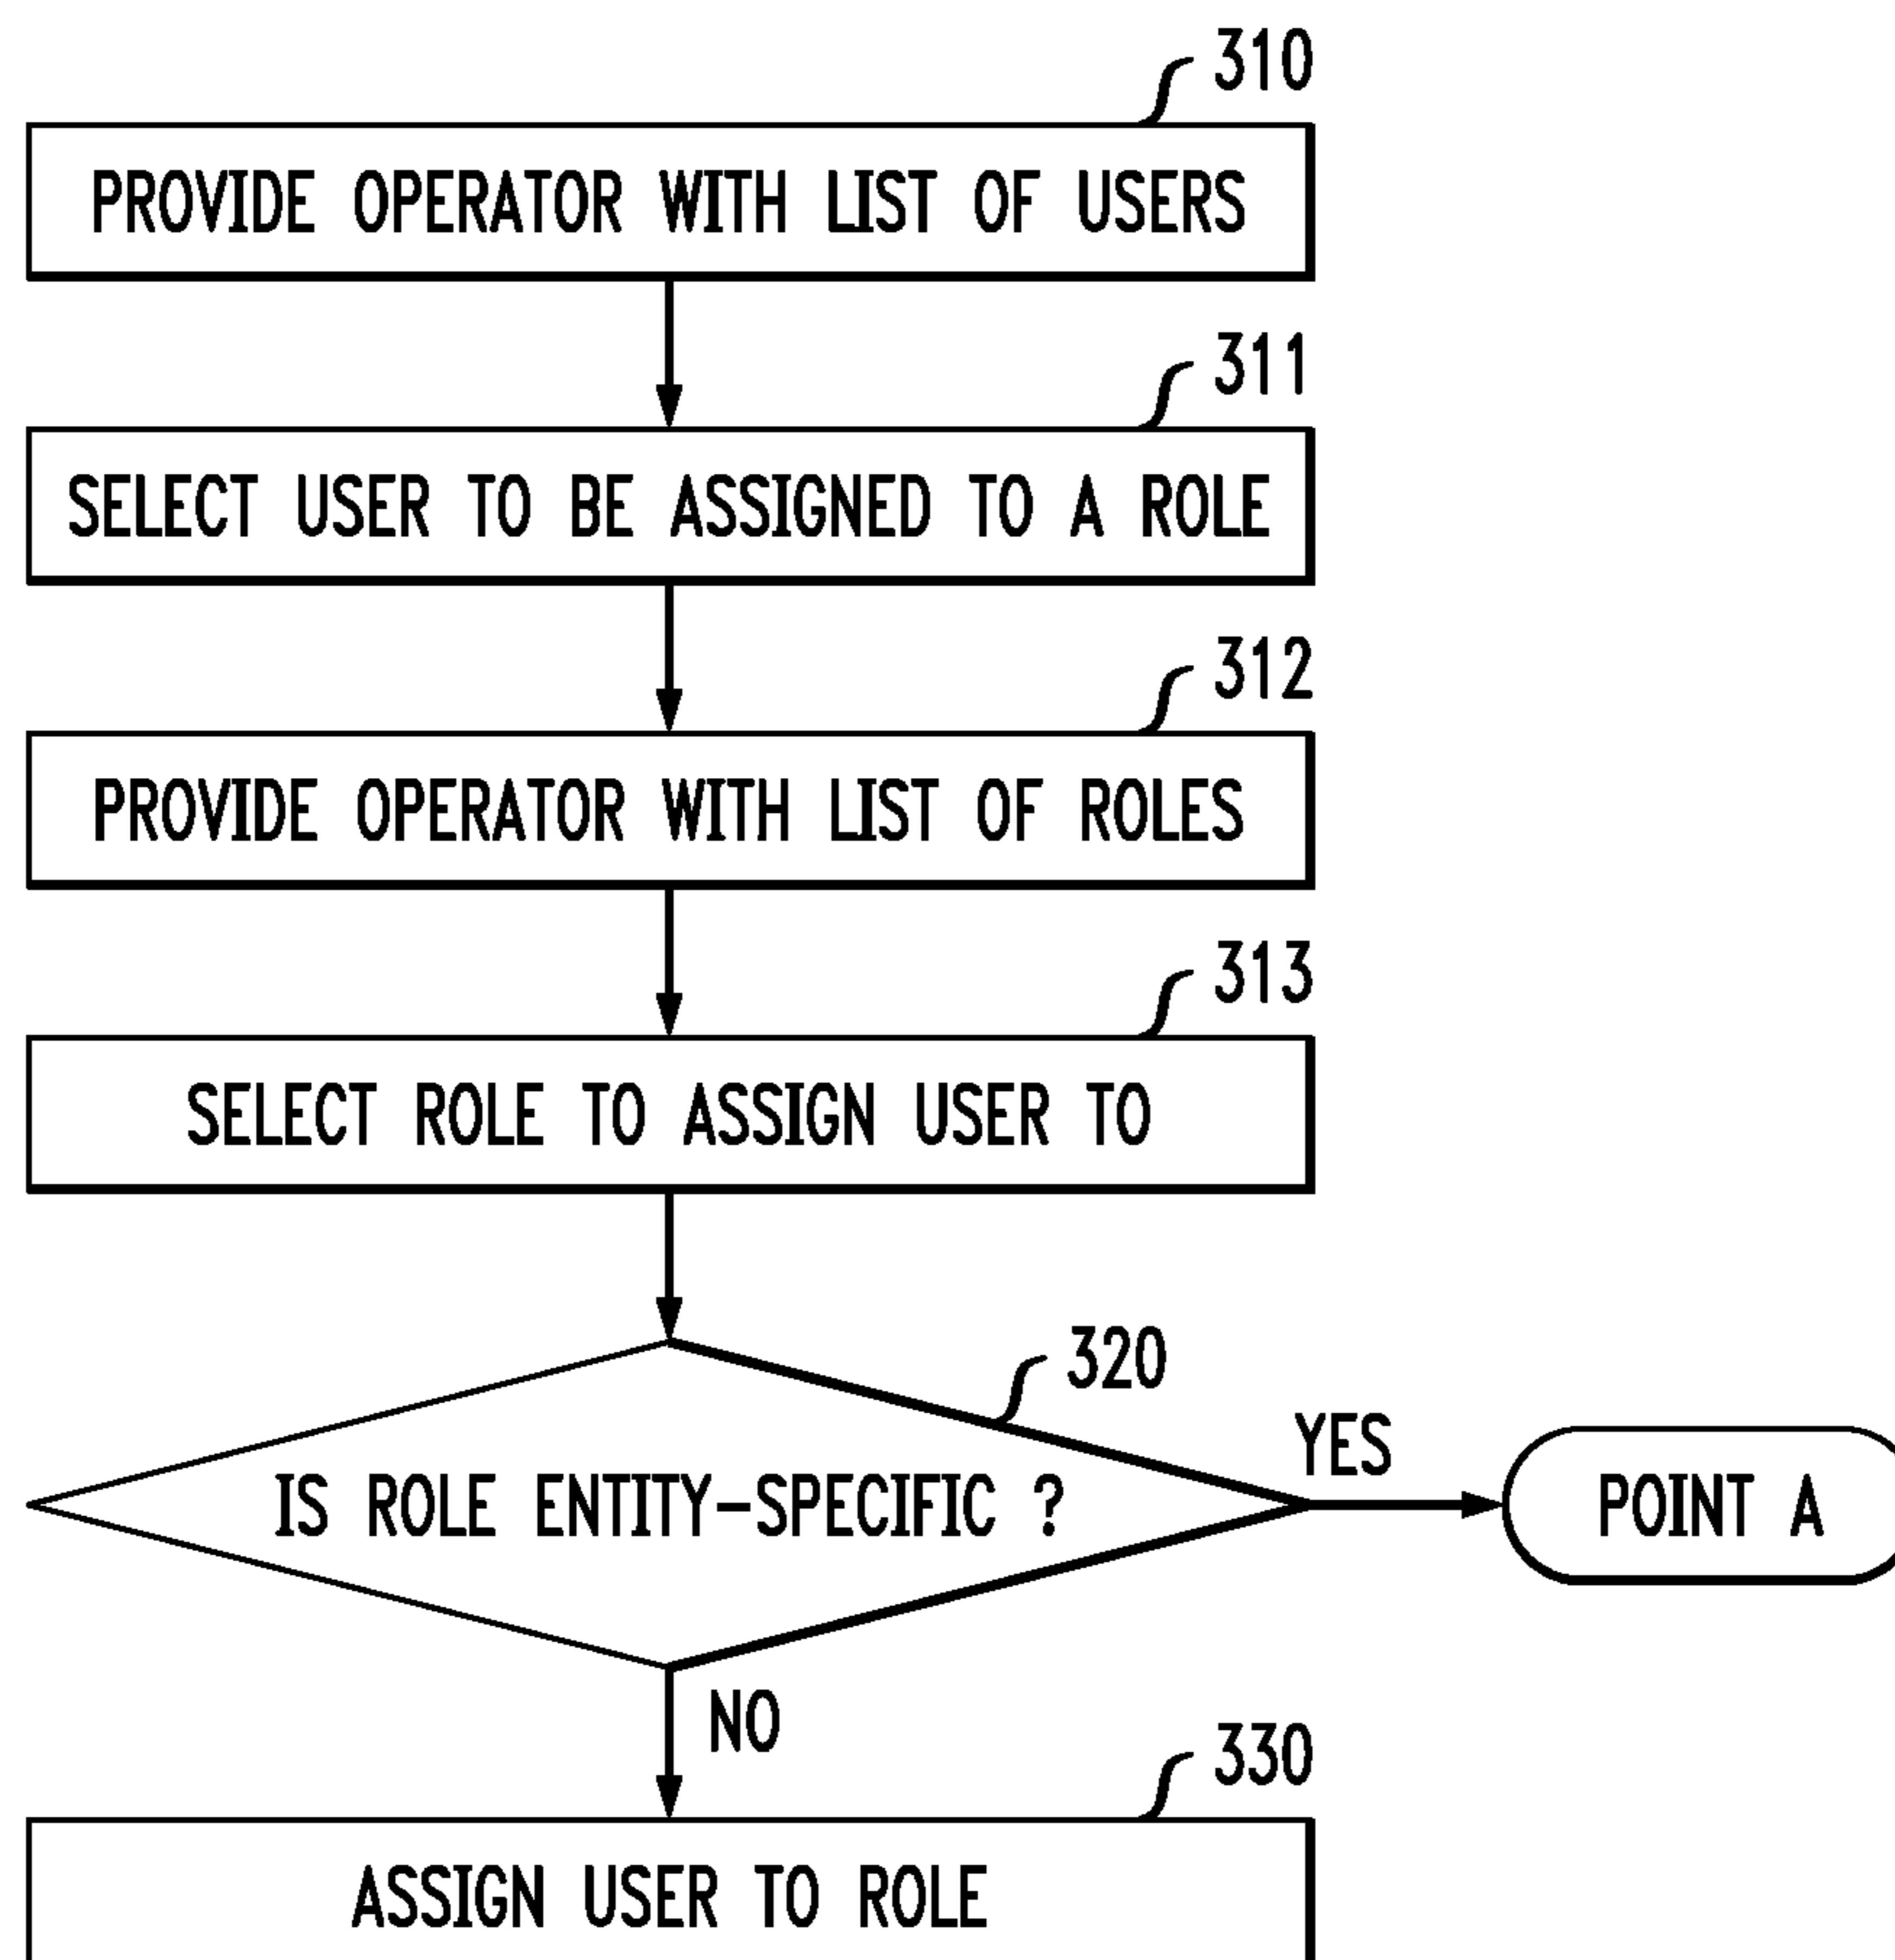 310
PROVIDE OPERATOR WITH LIST OF USERS
311
SELECT USER TO BE ASSIGNED TO A ROLE
312
PROVIDE OPERATOR WITH LIST OF ROLES
313
SELECT ROLE TO ASSIGN USER TO
320
IS ROLE ENTITY-SPECIFIC ?
YES
POINT A
NO
330
ASSIGN USER TO ROLE